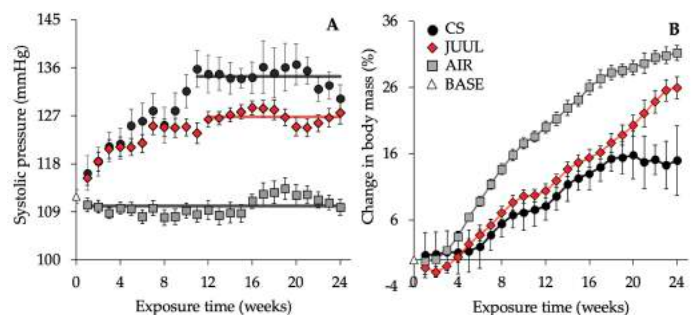 A
Systolic pressure (mmHg)
145
136
127
118
109
100
0 4 8 12 16 20 24
Exposure time (weeks)
B
CS
JUUL
AIR
BASE
Change in body mass (%)
36
26
16
6
-4
0 4 8 12 16 20 24
Exposure time (weeks)